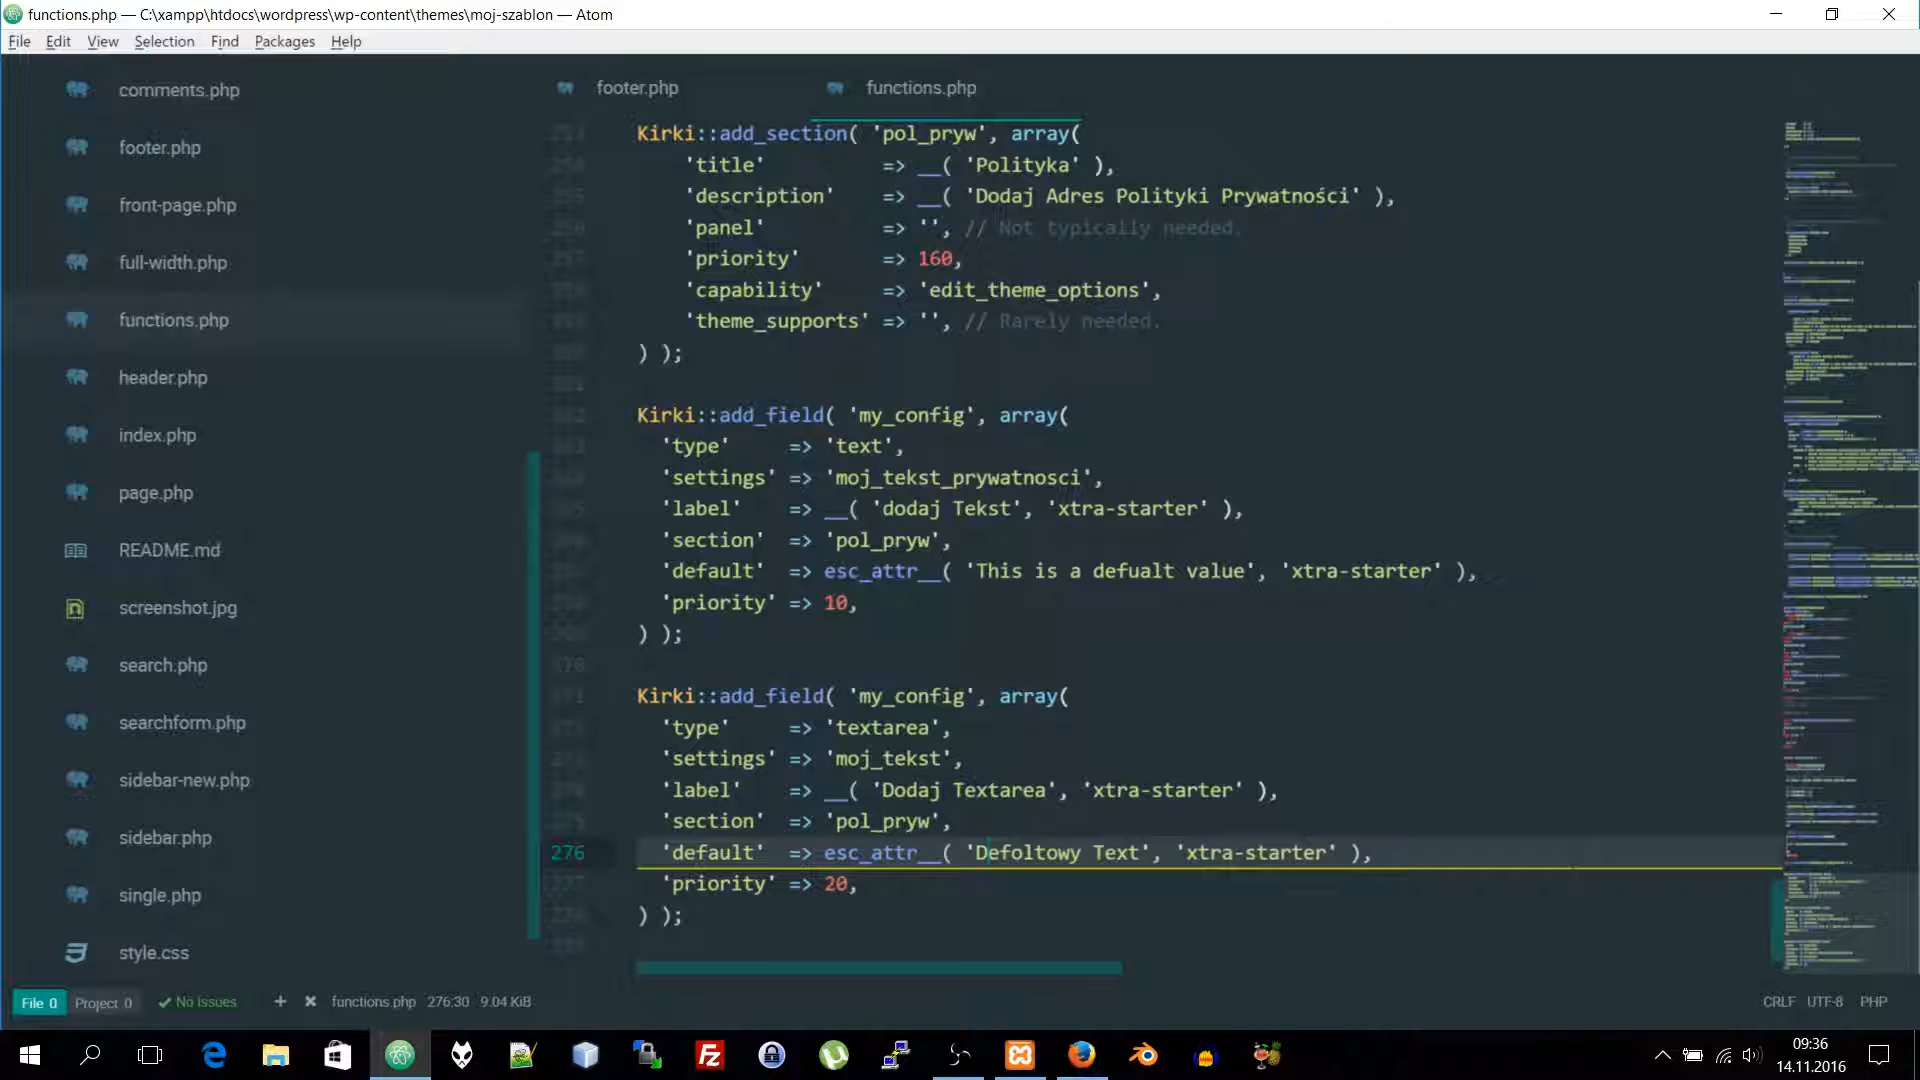 functions.php — C:\xampp\htdocs\wordpress\wp-content\themes\moj-szablon — Atom
File Edit View Selection Find Packages Help
comments.php
footer.php
front-page.php
full-width.php
functions.php
header.php
index.php
page.php
README.md
screenshot.jpg
search.php
searchform.php
sidebar-new.php
sidebar.php
single.php
style.css
footer.php functions.php
Kirki::add_section( 'pol_pryw', array(
'title' => __( 'Polityka' ),
'description' => __( 'Dodaj Adres Polityki Prywatności' ),
'panel' => '', // Not typically needed.
'priority' => 160,
'capability' => 'edit_theme_options',
'theme_supports' => '', // Rarely needed.
) );
Kirki::add_field( 'my_config', array(
'type' => 'text',
'settings' => 'moj_tekst_prywatnosci',
'label' => __( 'dodaj Tekst', 'xtra-starter' ),
'section' => 'pol_pryw',
'default' => esc_attr__( 'This is a defualt value', 'xtra-starter' ),
'priority' => 10,
) );
Kirki::add_field( 'my_config', array(
'type' => 'textarea',
'settings' => 'moj_tekst',
'label' => __( 'Dodaj Textarea', 'xtra-starter' ),
'section' => 'pol_pryw',
276 'default' => esc_attr__( 'Defoltowy Text', 'xtra-starter' ),
'priority' => 20,
) );
File 0 Project 0 No Issues + functions.php 276:30 9.04 KiB CRLF UTF-8 PHP
09:36
14.11.2016